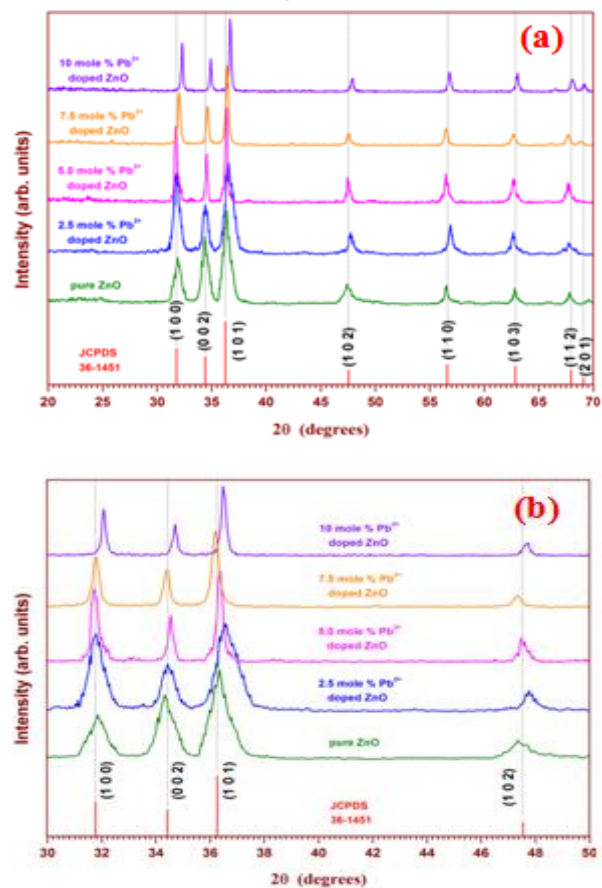 (a)
10 mole % Pb²⁺
doped ZnO
7.5 mole % Pb²⁺
doped ZnO
5.0 mole % Pb²⁺
doped ZnO
2.5 mole % Pb²⁺
doped ZnO
pure ZnO
Intensity (arb. units)
(1 0 0)
(0 0 2)
(1 0 1)
(1 0 2)
(1 1 0)
(1 0 3)
(1 1 2)
(2 0 1)
JCPDS
36-1451
20 25 30 35 40 45 50 55 60 65 70
2θ (degrees)
(b)
10 mole % Pb²⁺
doped ZnO
7.5 mole % Pb²⁺
doped ZnO
5.0 mole % Pb²⁺
doped ZnO
2.5 mole % Pb²⁺
doped ZnO
pure ZnO
Intensity (arb. units)
(1 0 0)
(0 0 2)
(1 0 1)
(1 0 2)
JCPDS
36-1451
30 32 34 36 38 40 42 44 46 48 50
2θ (degrees)